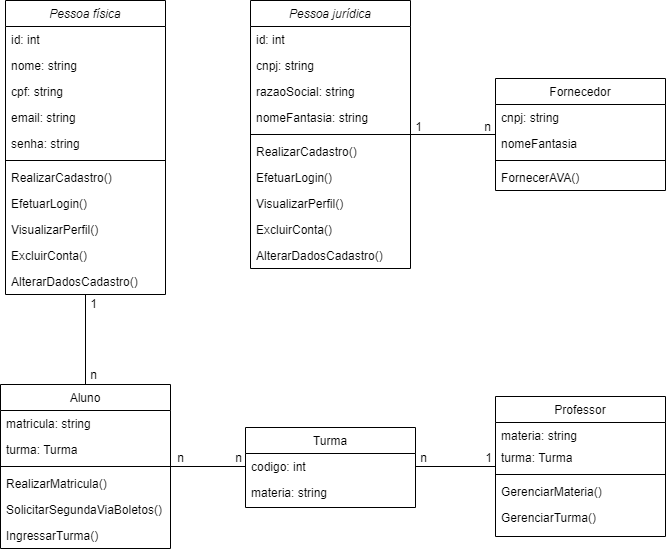 Pessoa física
id: int
nome: string
cpf: string
email: string
senha: string
RealizarCadastro()
EfetuarLogin()
VisualizarPerfil()
ExcluirConta()
AlterarDadosCadastro()
Pessoa jurídica
id: int
cnpj: string
razaoSocial: string
nomeFantasia: string
RealizarCadastro()
EfetuarLogin()
VisualizarPerfil()
ExcluirConta()
AlterarDadosCadastro()
1
n
Fornecedor
cnpj: string
nomeFantasia
FornecerAVA()
1
n
Aluno
matricula: string
turma: Turma
RealizarMatricula()
SolicitarSegundaViaBoletos()
IngressarTurma()
n
n
Turma
codigo: int
materia: string
n
1
Professor
materia: string
turma: Turma
GerenciarMateria()
GerenciarTurma()